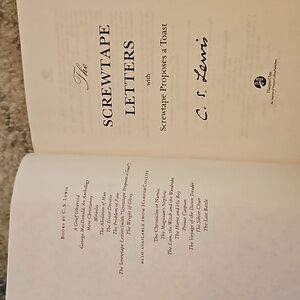 BOOKS BY C. S. LEWIS
A Grief Observed
George MacDonald: An Anthology
Mere Christianity
Miracles
The Abolition of Man
The Great Divorce
The Problem of Pain
The Screwtape Letters (with "Screwtape Proposes a Toast")
The Weight of Glory
ALSO AVAILABLE FROM HARPERCOLLINS
The Chronicles of Narnia
The Magician's Nephew
The Lion, the Witch and the Wardrobe
The Horse and His Boy
Prince Caspian
The Voyage of the Dawn Treader
The Silver Chair
The Last Battle
The
SCREWTAPE
LETTERS
with
Screwtape Proposes a Toast
C. S. Lewis
HarperOne